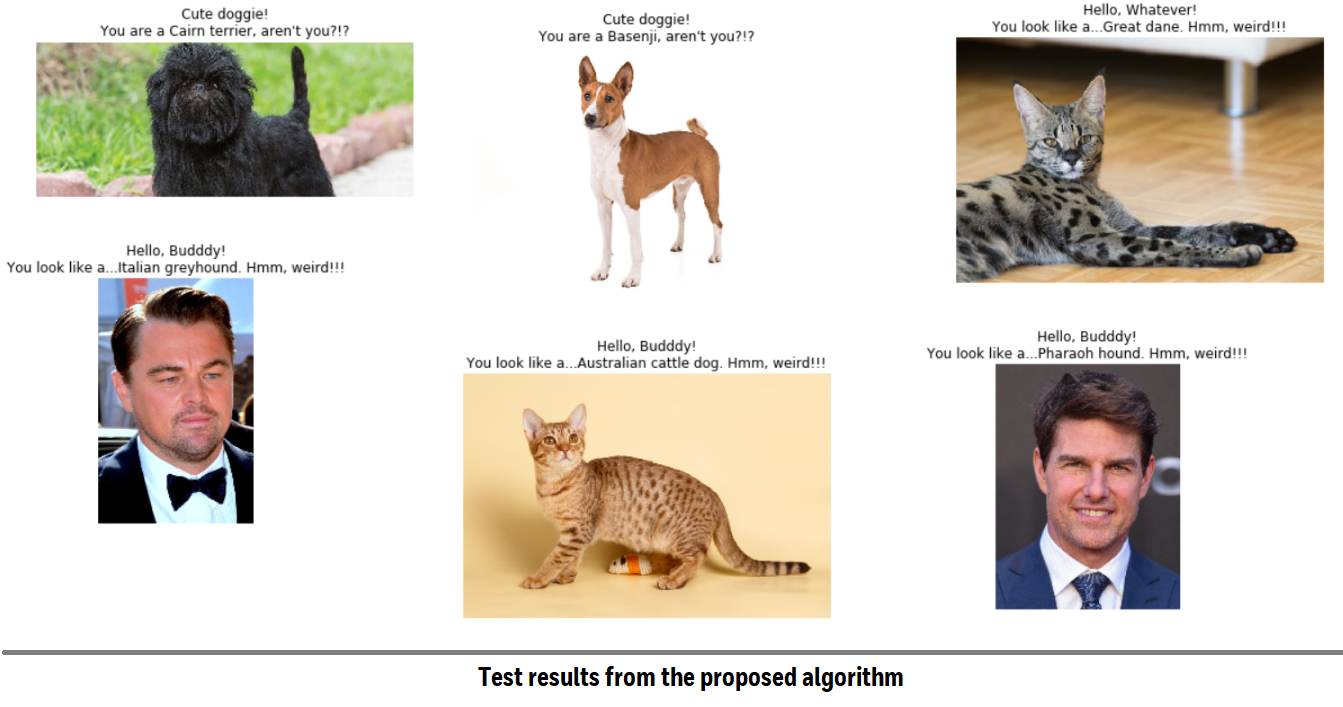 Cute doggie!
You are a Cairn terrier, aren't you?!?
Cute doggie!
You are a Basenji, aren't you?!?
Hello, Whatever!
You look like a...Great dane. Hmm, weird!!!
Hello, Budddy!
You look like a...Italian greyhound. Hmm, weird!!!
Hello, Budddy!
You look like a...Australian cattle dog. Hmm, weird!!!
Hello, Budddy!
You look like a...Pharaoh hound. Hmm, weird!!!
Test results from the proposed algorithm